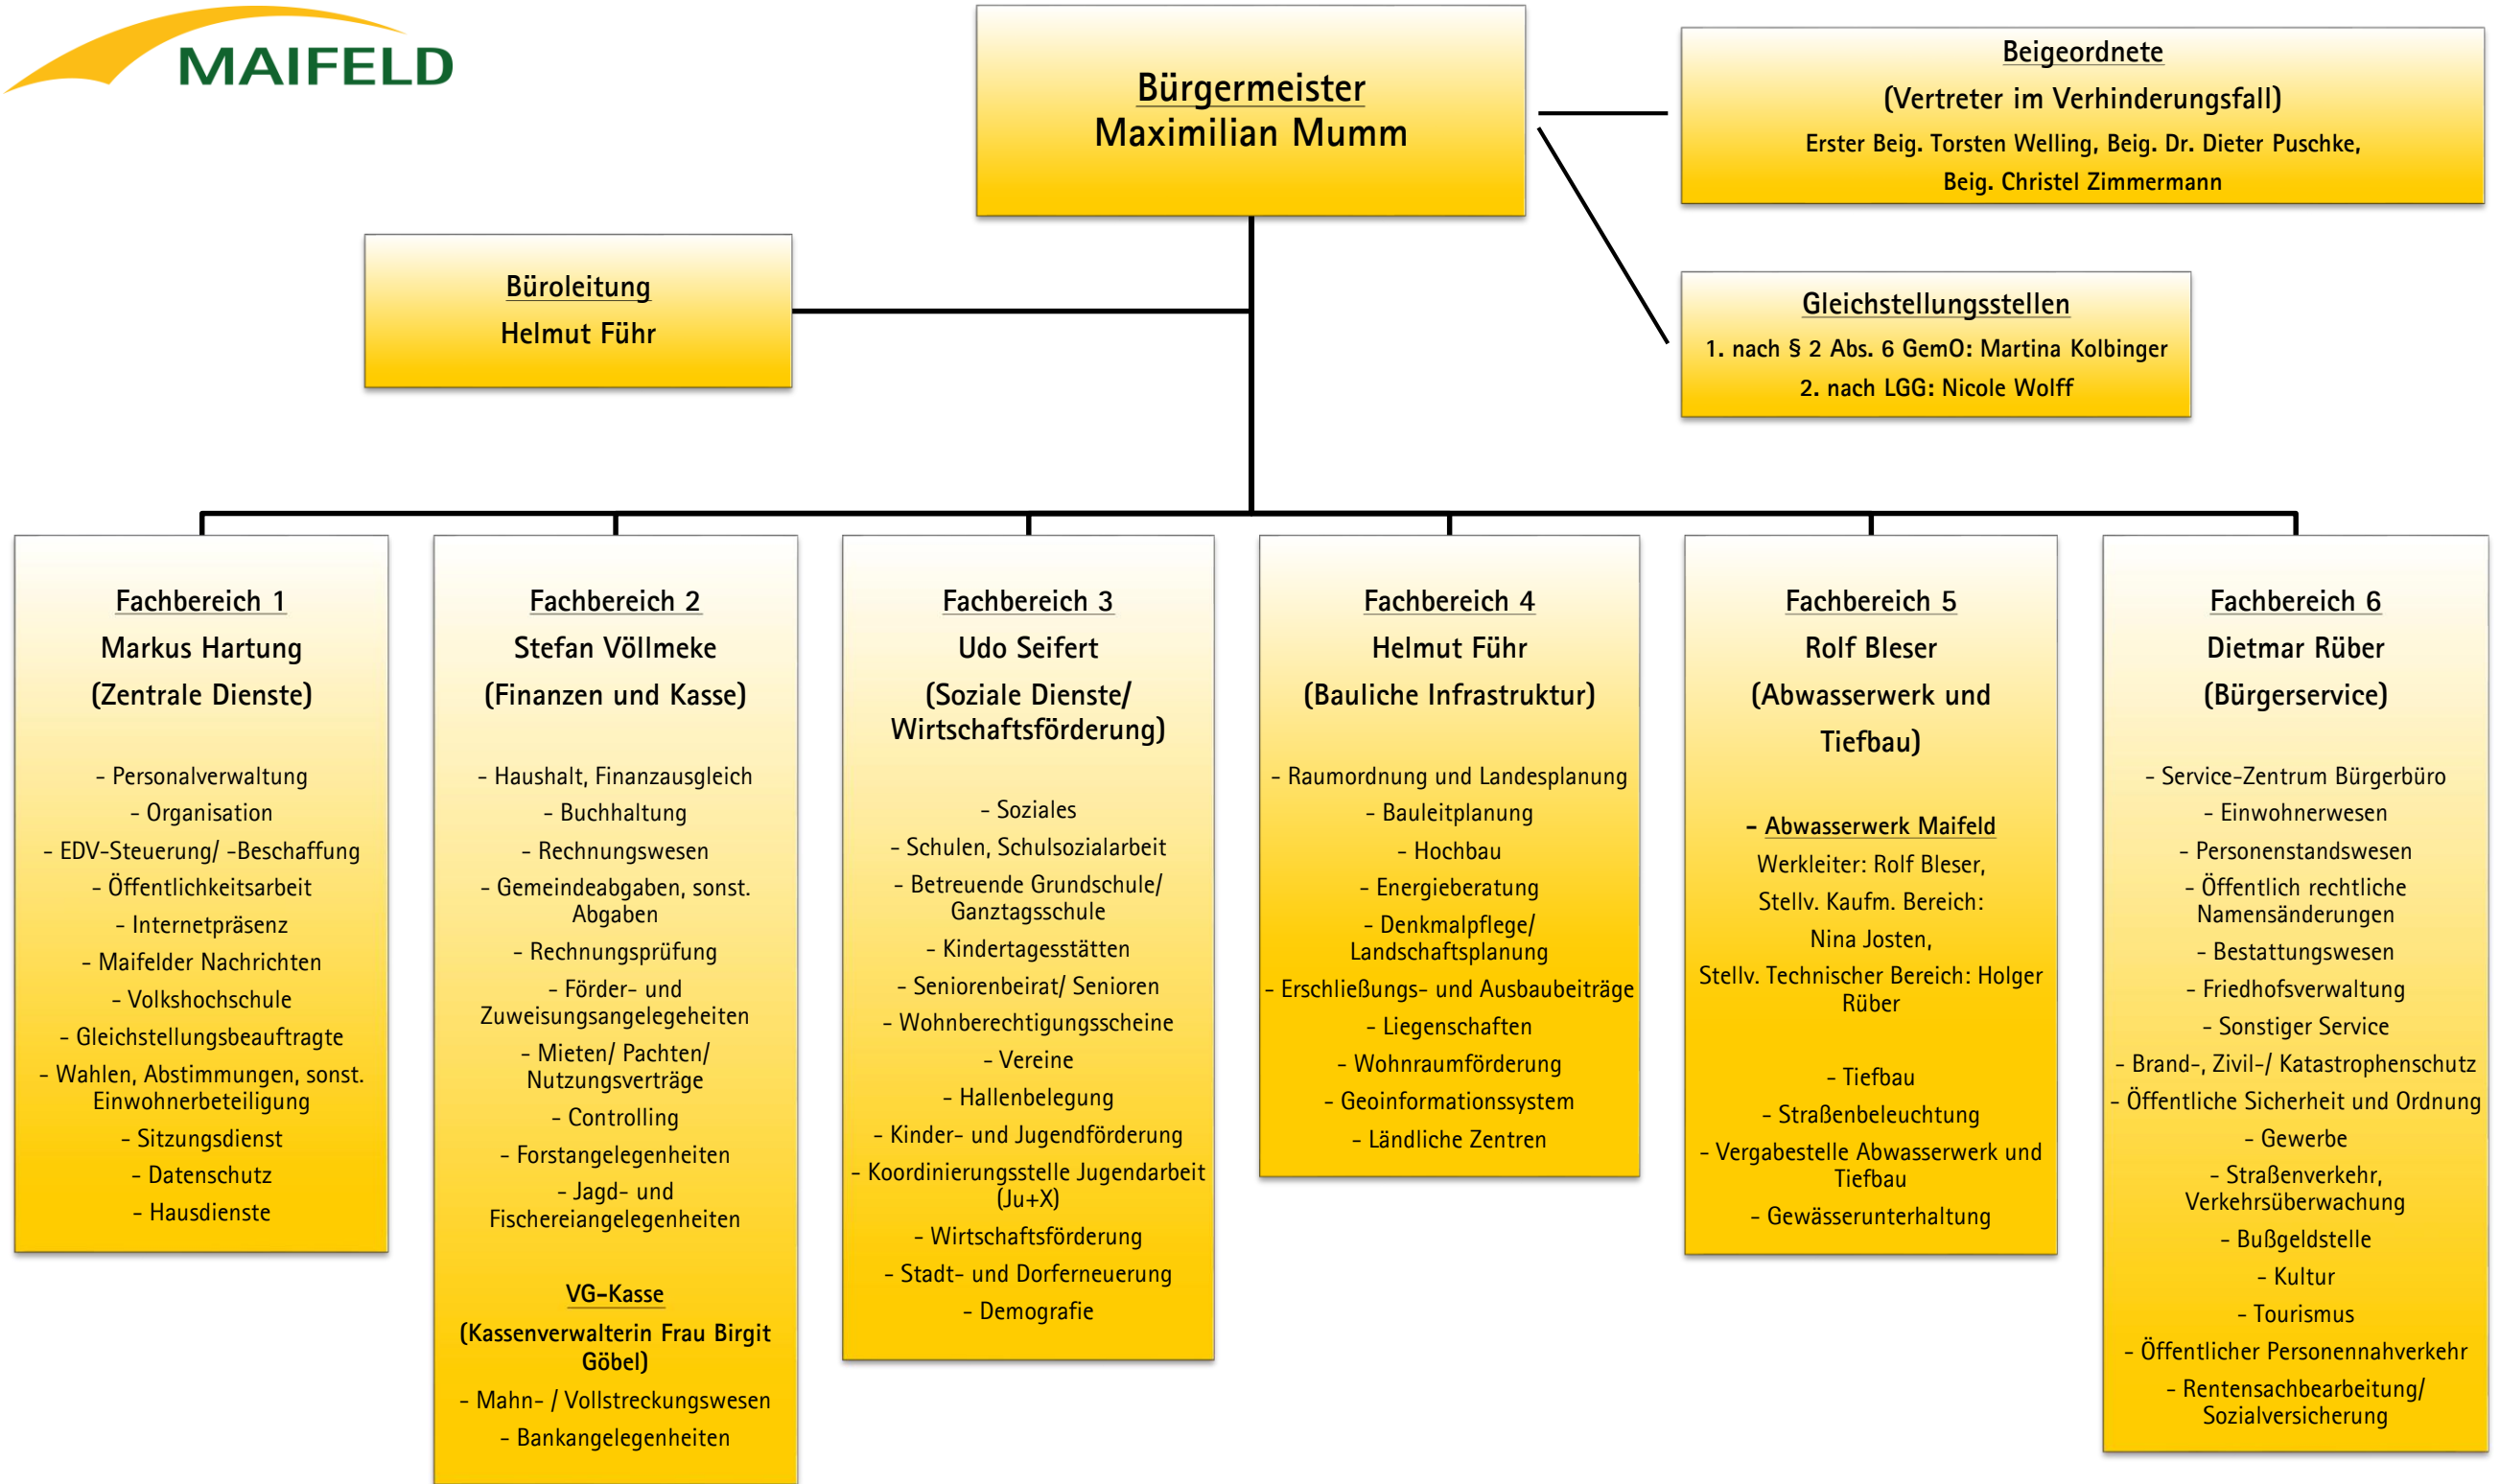 MAIFELD
Bürgermeister
Maximilian Mumm
Beigeordnete
(Vertreter im Verhinderungsfall)
Erster Beig. Torsten Welling, Beig. Dr. Dieter Puschke,
Beig. Christel Zimmermann
Büroleitung
Helmut Führ
Gleichstellungsstellen
1. nach § 2 Abs. 6 GemO: Martina Kolbinger
2. nach LGG: Nicole Wolff
Fachbereich 1
Markus Hartung
(Zentrale Dienste)
- Personalverwaltung
- Organisation
- EDV-Steuerung/ -Beschaffung
- Öffentlichkeitsarbeit
- Internetpräsenz
- Maifelder Nachrichten
- Volkshochschule
- Gleichstellungsbeauftragte
- Wahlen, Abstimmungen, sonst.
Einwohnerbeteiligung
- Sitzungsdienst
- Datenschutz
- Hausdienste
Fachbereich 2
Stefan Völlmeke
(Finanzen und Kasse)
- Haushalt, Finanzausgleich
- Buchhaltung
- Rechnungswesen
- Gemeindeabgaben, sonst.
Abgaben
- Rechnungsprüfung
- Förder- und
Zuweisungsangelegeheiten
- Mieten/ Pachten/
Nutzungsverträge
- Controlling
- Forstangelegenheiten
- Jagd- und
Fischereiangelegenheiten
VG-Kasse
(Kassenverwalterin Frau Birgit
Göbel)
- Mahn- / Vollstreckungswesen
- Bankangelegenheiten
Fachbereich 3
Udo Seifert
(Soziale Dienste/
Wirtschaftsförderung)
- Soziales
- Schulen, Schulsozialarbeit
- Betreuende Grundschule/
Ganztagsschule
- Kindertagesstätten
- Seniorenbeirat/ Senioren
- Wohnberechtigungsscheine
- Vereine
- Hallenbelegung
- Kinder- und Jugendförderung
- Koordinierungsstelle Jugendarbeit
(Ju+X)
- Wirtschaftsförderung
- Stadt- und Dorferneuerung
- Demografie
Fachbereich 4
Helmut Führ
(Bauliche Infrastruktur)
- Raumordnung und Landesplanung
- Bauleitplanung
- Hochbau
- Energieberatung
- Denkmalpflege/
Landschaftsplanung
- Erschließungs- und Ausbaubeiträge
- Liegenschaften
- Wohnraumförderung
- Geoinformationssystem
- Ländliche Zentren
Fachbereich 5
Rolf Bleser
(Abwasserwerk und
Tiefbau)
- Abwasserwerk Maifeld
Werkleiter: Rolf Bleser,
Stellv. Kaufm. Bereich:
Nina Josten,
Stellv. Technischer Bereich: Holger
Rüber
- Tiefbau
- Straßenbeleuchtung
- Vergabestelle Abwasserwerk und
Tiefbau
- Gewässerunterhaltung
Fachbereich 6
Dietmar Rüber
(Bürgerservice)
- Service-Zentrum Bürgerbüro
- Einwohnerwesen
- Personenstandswesen
- Öffentlich rechtliche
Namensänderungen
- Bestattungswesen
- Friedhofsverwaltung
- Sonstiger Service
- Brand-, Zivil-/ Katastrophenschutz
- Öffentliche Sicherheit und Ordnung
- Gewerbe
- Straßenverkehr,
Verkehrsüberwachung
- Bußgeldstelle
- Kultur
- Tourismus
- Öffentlicher Personennahverkehr
- Rentensachbearbeitung/
Sozialversicherung